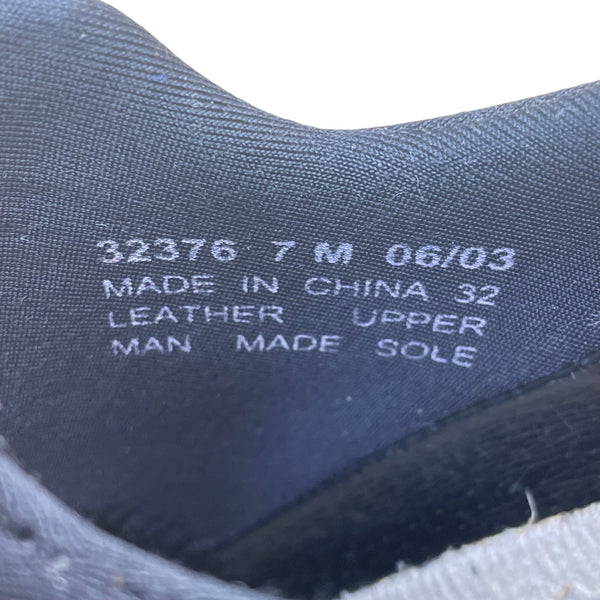 32376 7 M 06/03
MADE IN CHINA 32
LEATHER UPPER
MAN MADE SOLE